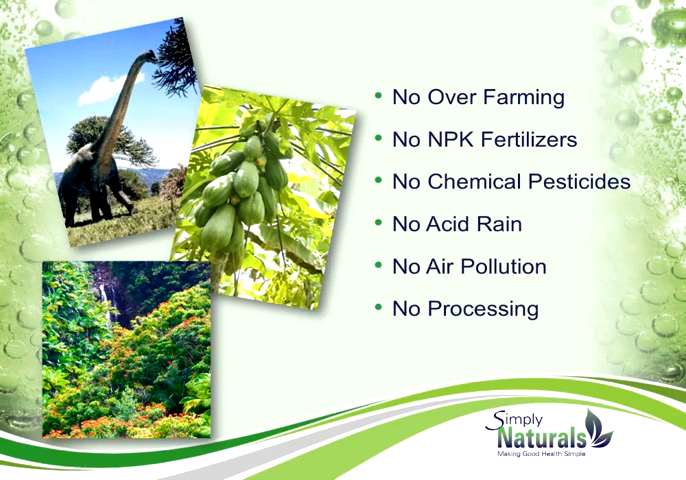 No Over Farming
No NPK Fertilizers
No Chemical Pesticides
No Acid Rain
No Air Pollution
No Processing
Simply
Naturals
Making Good Health Simple